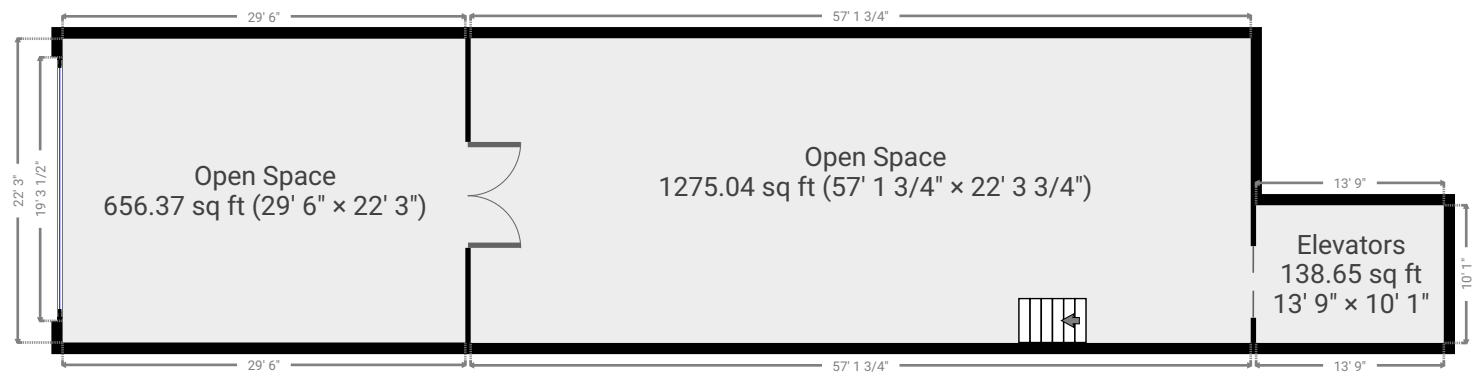 29' 6"
57' 1 3/4"
22' 3"
19' 3 1/2"
Open Space
656.37 sq ft (29' 6" × 22' 3")
Open Space
1275.04 sq ft (57' 1 3/4" × 22' 3 3/4")
13' 9"
Elevators
138.65 sq ft
13' 9" × 10' 1"
10' 1"
29' 6"
57' 1 3/4"
13' 9"